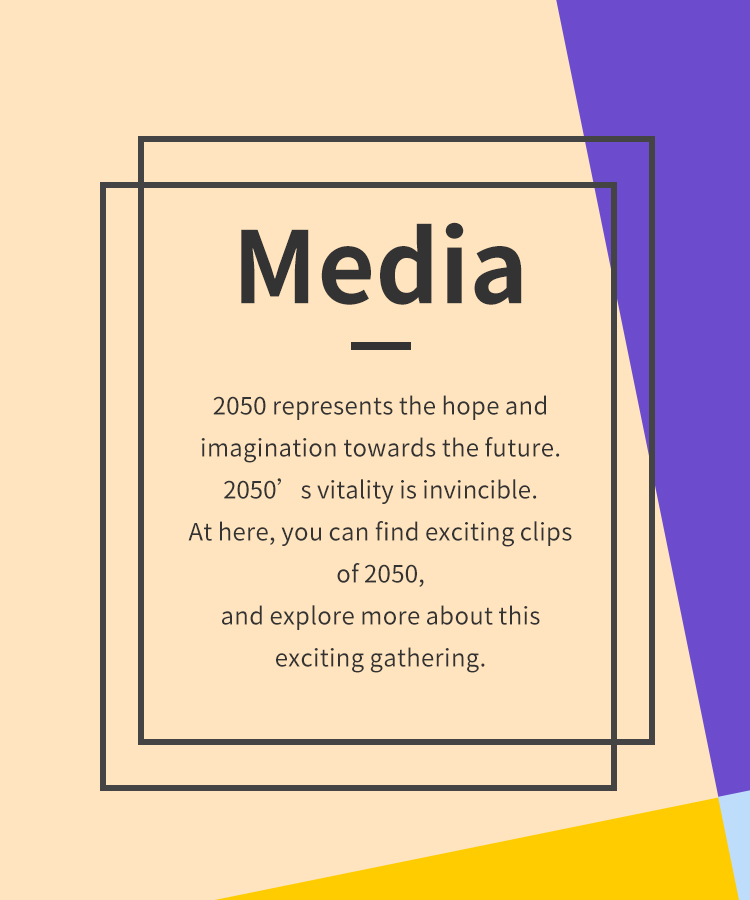 Media
2050 represents the hope and
imagination towards the future.
2050’s vitality is invincible.
At here, you can find exciting clips
of 2050,
and explore more about this
exciting gathering.